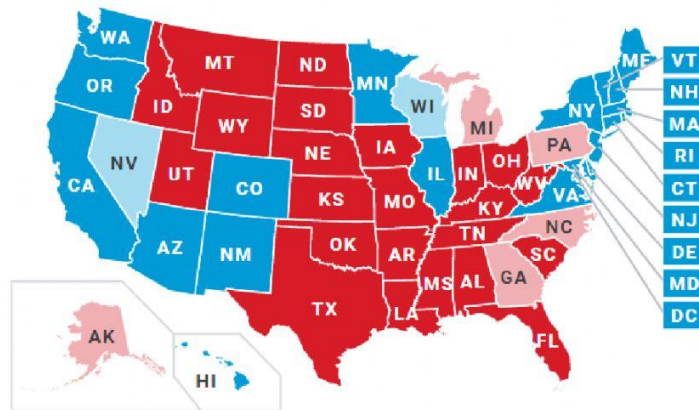 WA
MT
ND
MN
ME
VT
OR
ID
SD
WI
NY
NH
WY
MI
MA
NV
NE
IA
PA
RI
UT
IL
IN
OH
CT
CA
CO
WV
VA
NJ
KS
MO
KY
NC
DE
TN
MD
AZ
NM
OK
AR
SC
DC
MS
AL
GA
TX
LA
FL
AK
HI